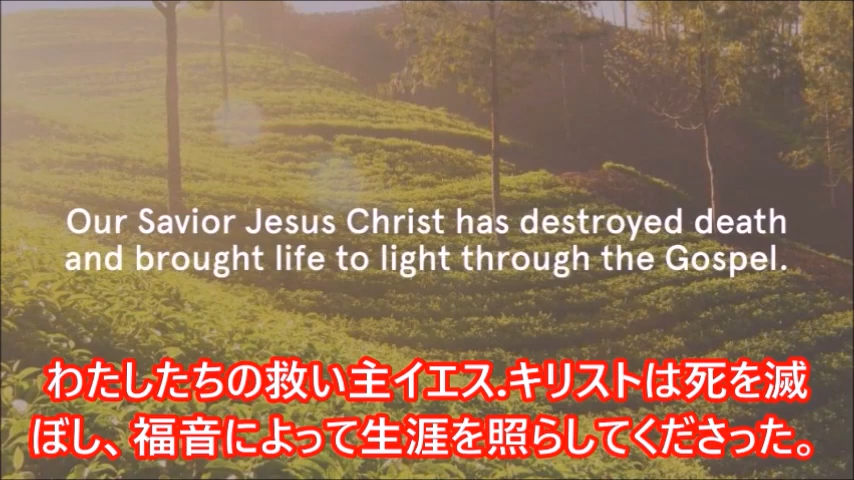 Our Savior Jesus Christ has destroyed death
and brought life to light through the Gospel.
わたしたちの救い主イエス.キリストは死を滅
ぼし、福音によって生涯を照らしてくださった。